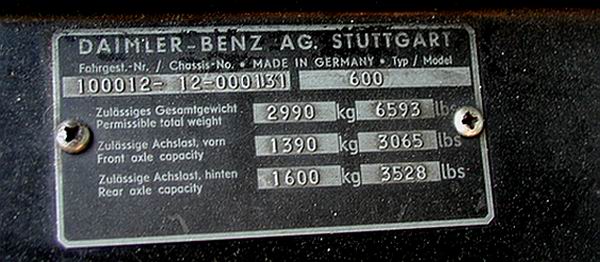 DAIMLER-BENZ AG. STUTTGART
Fahrgest.-Nr. / Chassis-No. • MADE IN GERMANY • Typ / Model
100012- 12-000131 600
Zulässiges Gesamtgewicht 2990 kg 6593 lbs
Permissible total weight
Zulässige Achslast, vorn 1390 kg 3065 lbs
Front axle capacity
Zulässige Achslast, hinten 1600 kg 3528 lbs
Rear axle capacity